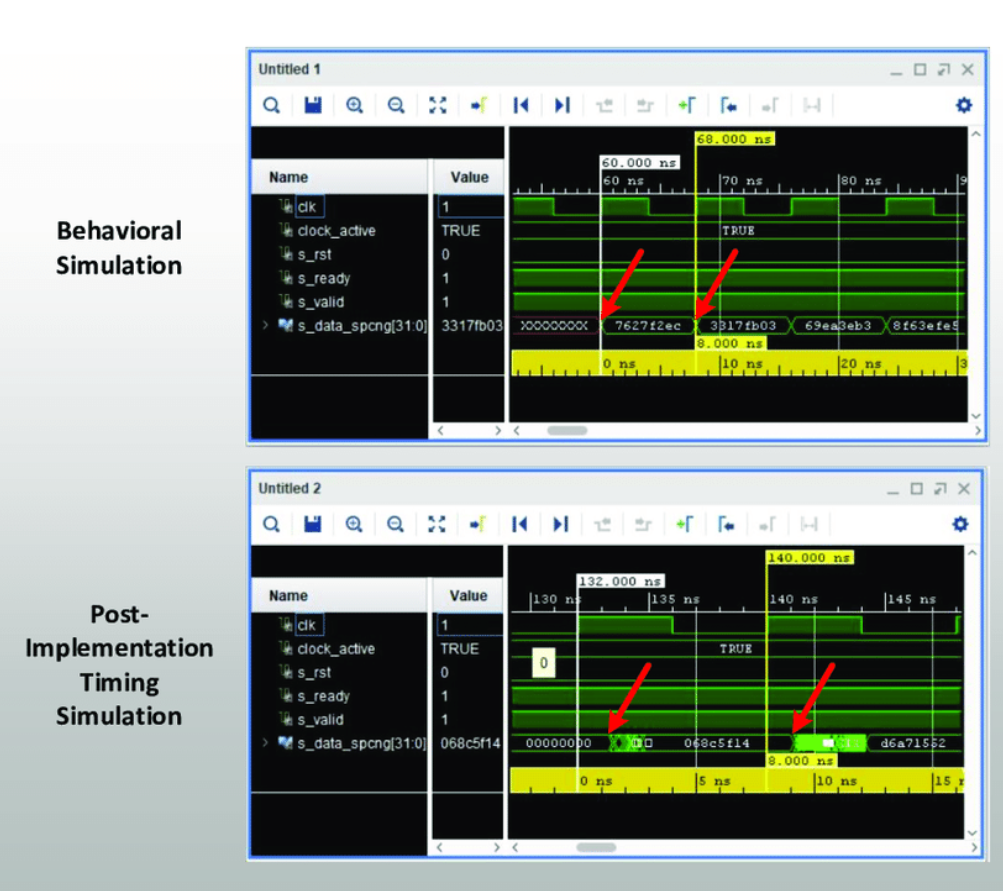 Behavioral
Simulation
Untitled 1
68.000 ns
60.000 ns
Name
Value
60 ns
70 ns
80 ns
9
clk
1
clock_active
TRUE
TRUE
s_rst
0
s_ready
1
s_valid
1
s_data_spcng[31:0]
3317fb03
XXXXXXXX
7627f2ec
3317fb03
69ea3eb3
8f63efe5
8.000 ns
0 ns
10 ns
20 ns
3
Post-
Implementation
Timing
Simulation
Untitled 2
140.000 ns
132.000 ns
Name
Value
130 ns
135 ns
140 ns
145 ns
clk
1
clock_active
TRUE
TRUE
0
s_rst
0
s_ready
1
s_valid
1
s_data_spcng[31:0]
068c5f14
00000000
068c5f14
d6a71552
8.000 ns
0 ns
5 ns
10 ns
15 n